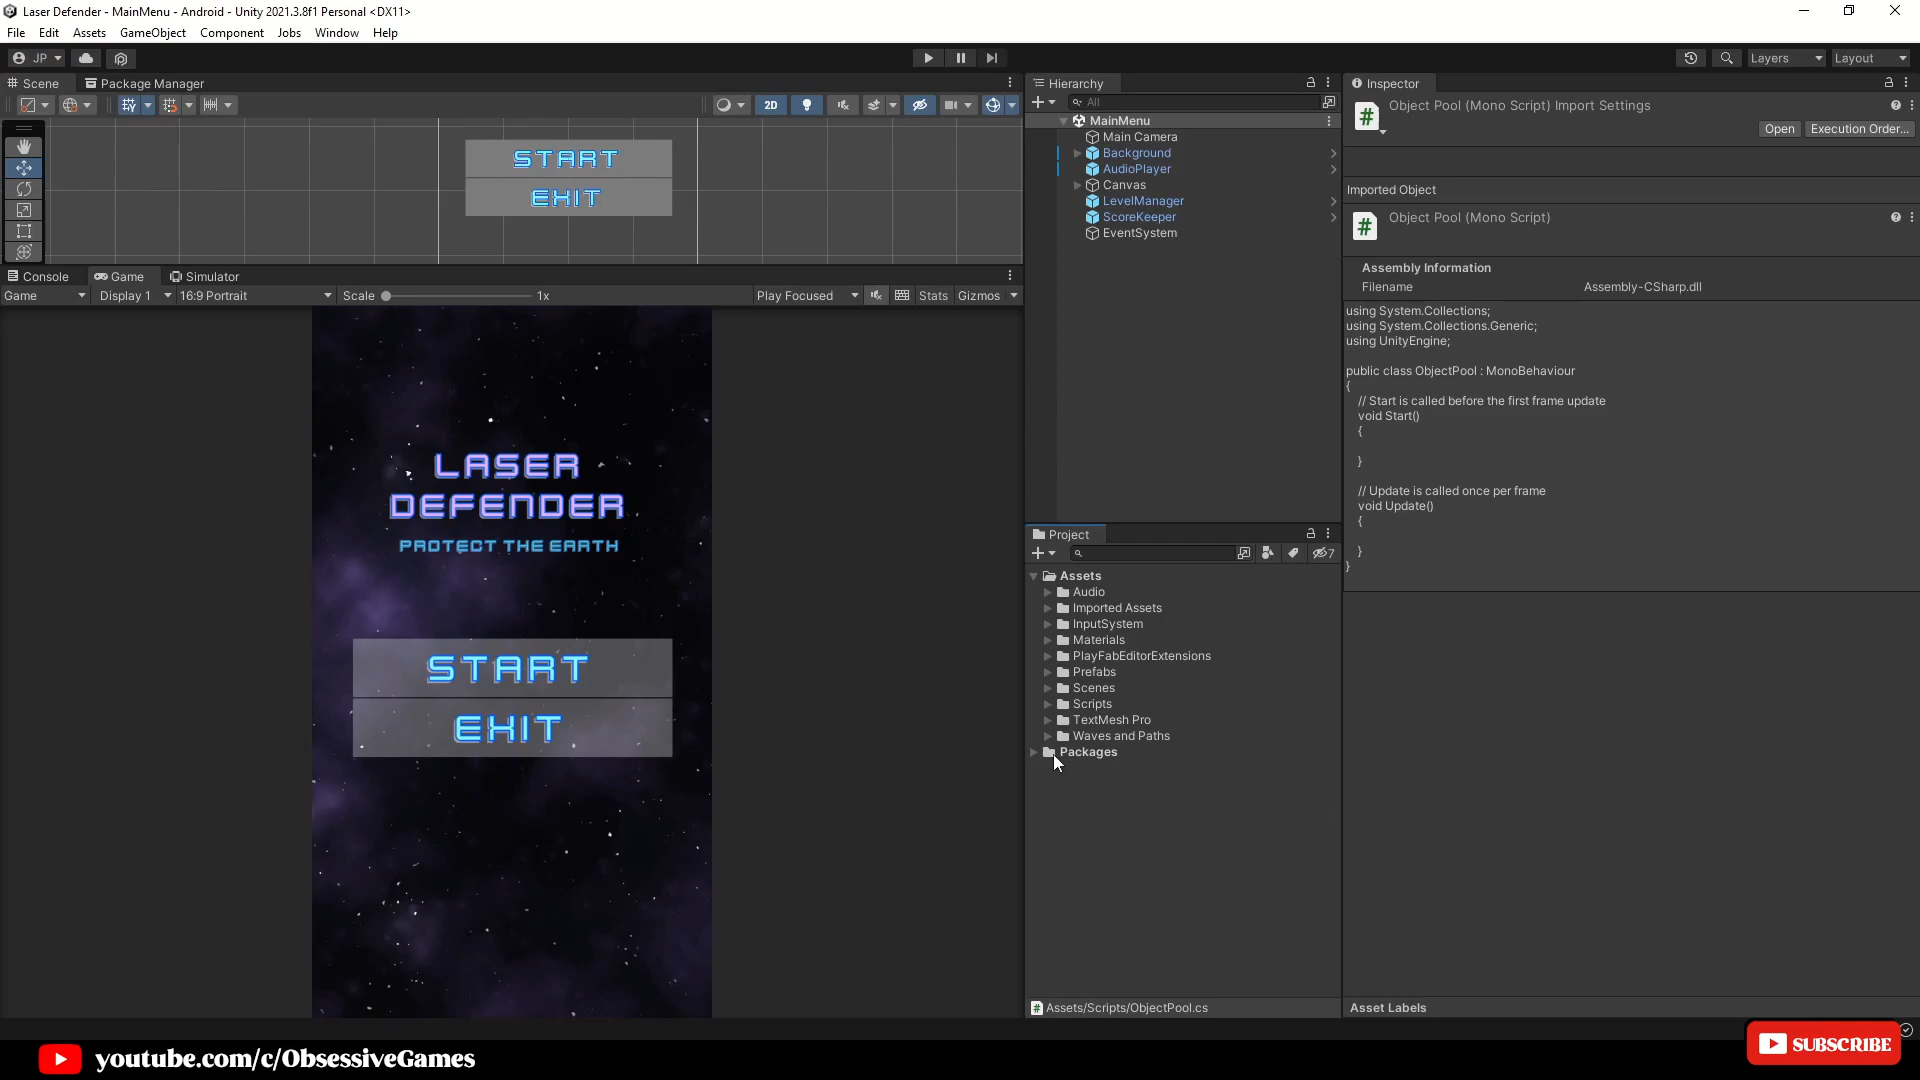 Laser Defender - MainMenu - Android - Unity 2021.3.8f1 Personal <DX11>
File Edit Assets GameObject Component Jobs Window Help
JP
Layers Layout
Scene Package Manager
2D
START
EXIT
Console Game Simulator
Game Display 1 16:9 Portrait Scale 1x Play Focused Stats Gizmos
LASER
DEFENDER
PROTECT THE EARTH
START
EXIT
Hierarchy
All
MainMenu
Main Camera
Background
AudioPlayer
Canvas
LevelManager
ScoreKeeper
EventSystem
Project
7
Assets
Audio
Imported Assets
InputSystem
Materials
PlayFabEditorExtensions
Prefabs
Scenes
Scripts
TextMesh Pro
Waves and Paths
Packages
Assets/Scripts/ObjectPool.cs
Inspector
Object Pool (Mono Script) Import Settings
Open Execution Order...
Imported Object
Object Pool (Mono Script)
Assembly Information
Filename Assembly-CSharp.dll
using System.Collections;
using System.Collections.Generic;
using UnityEngine;
public class ObjectPool : MonoBehaviour
{
// Start is called before the first frame update
void Start()
{
}
// Update is called once per frame
void Update()
{
}
}
Asset Labels
youtube.com/c/ObsessiveGames
SUBSCRIBE